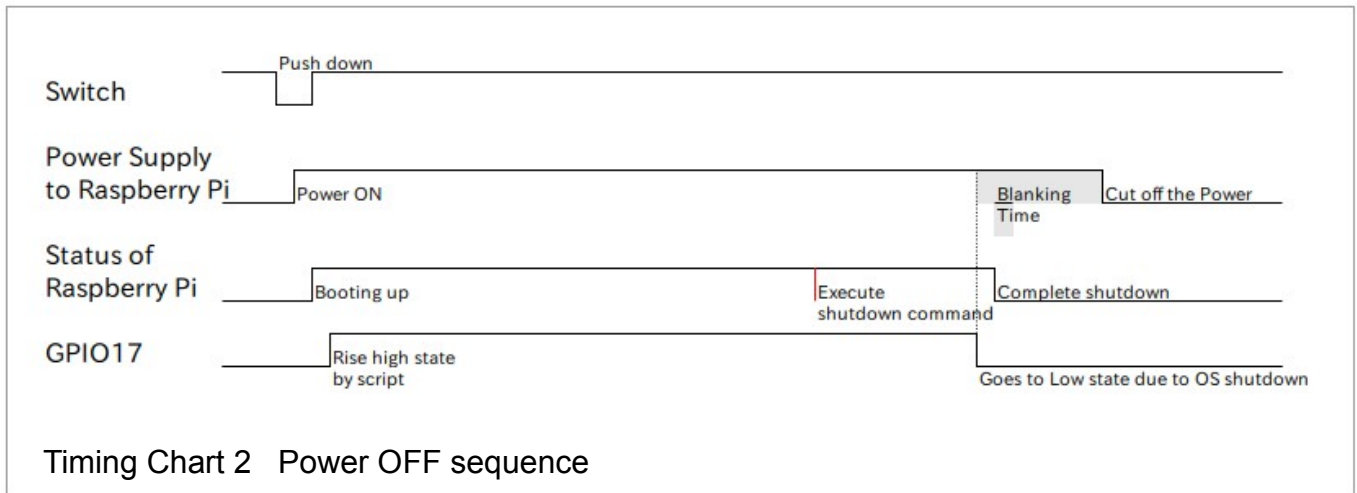 Push down
Switch
Power Supply
to Raspberry Pi
Power ON
Blanking
Time
Cut off the Power
Status of
Raspberry Pi
Booting up
Execute
shutdown command
Complete shutdown
GPIO17
Rise high state
by script
Goes to Low state due to OS shutdown
Timing Chart 2 Power OFF sequence